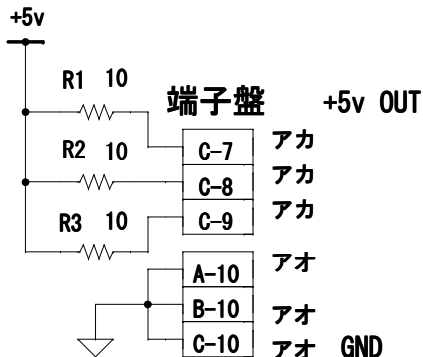 +5v
R1 10
端子盤 +5v OUT
C-7 アカ
R2 10
C-8 アカ
R3 10
C-9 アカ
A-10 アオ
B-10 アオ
C-10 アオ GND